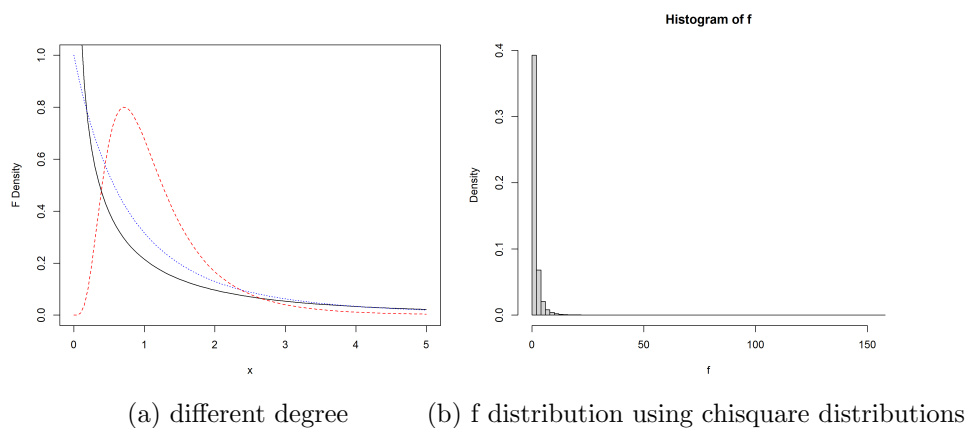 Histogram of f
1.0
0.8
0.6
0.4
0.2
0.0
F Density
0 1 2 3 4 5
x
0.4
0.3
0.2
0.1
0.0
Density
0 50 100 150
f
(a) different degree
(b) f distribution using chisquare distributions